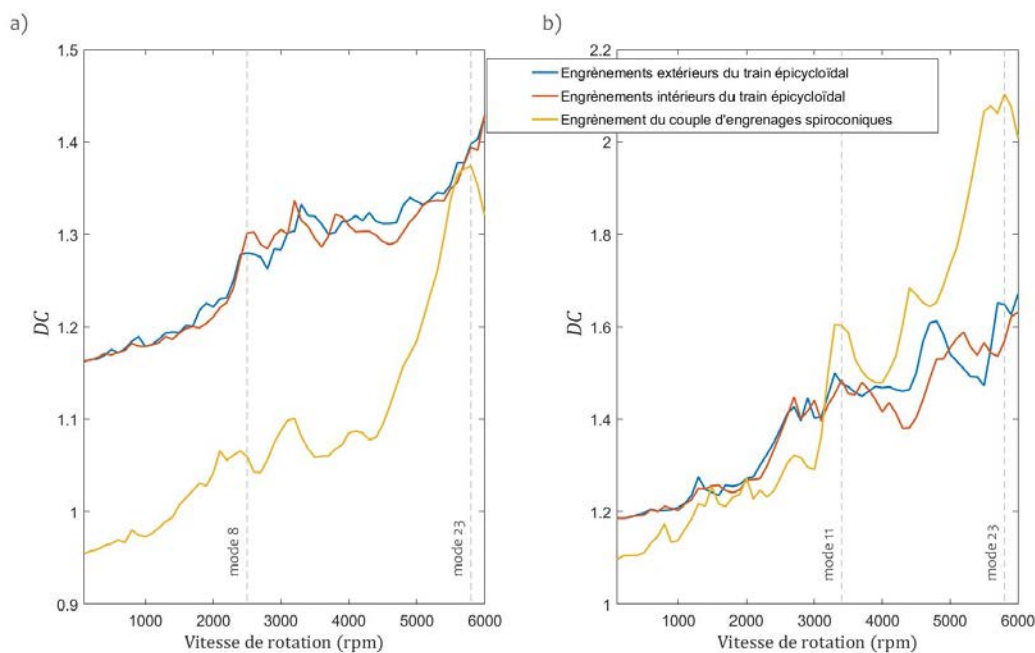 a)
b)
1.5
1.4
1.3
1.2
1.1
1
0.9
DC
1000
2000
3000
4000
5000
6000
Vitesse de rotation (rpm)
mode 8
mode 23
Engrènements extérieurs du train épicycloïdal
Engrènements intérieurs du train épicycloïdal
Engrènement du couple d'engrenages spiroconiques
2.2
2
1.8
1.6
1.4
1.2
1
DC
1000
2000
3000
4000
5000
6000
Vitesse de rotation (rpm)
mode 11
mode 23